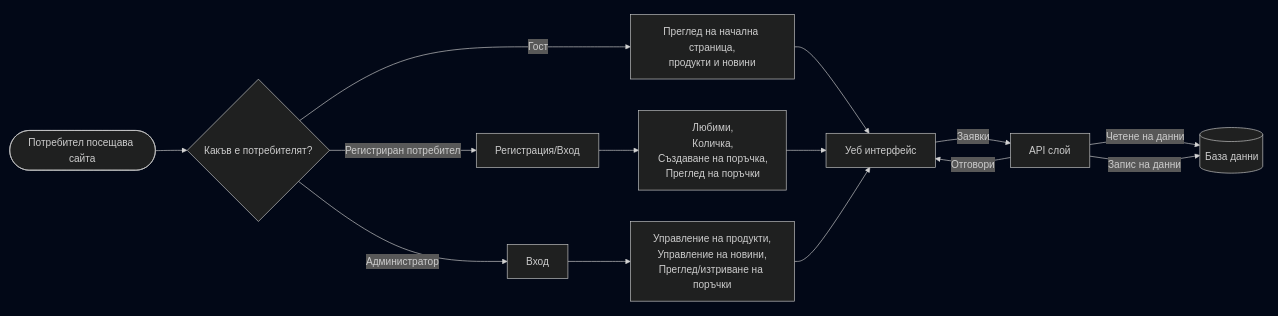 Потребител посещава
сайта
Какъв е потребителят?
Гост
Преглед на начална
страница,
продукти и новини
Регистриран потребител
Регистрация/Вход
Любими,
Количка,
Създаване на поръчка,
Преглед на поръчки
Администратор
Вход
Управление на продукти,
Управление на новини,
Преглед/изтриване на
поръчки
Уеб интерфейс
Заявки
Отговори
API слой
Четене на данни
Запис на данни
База данни